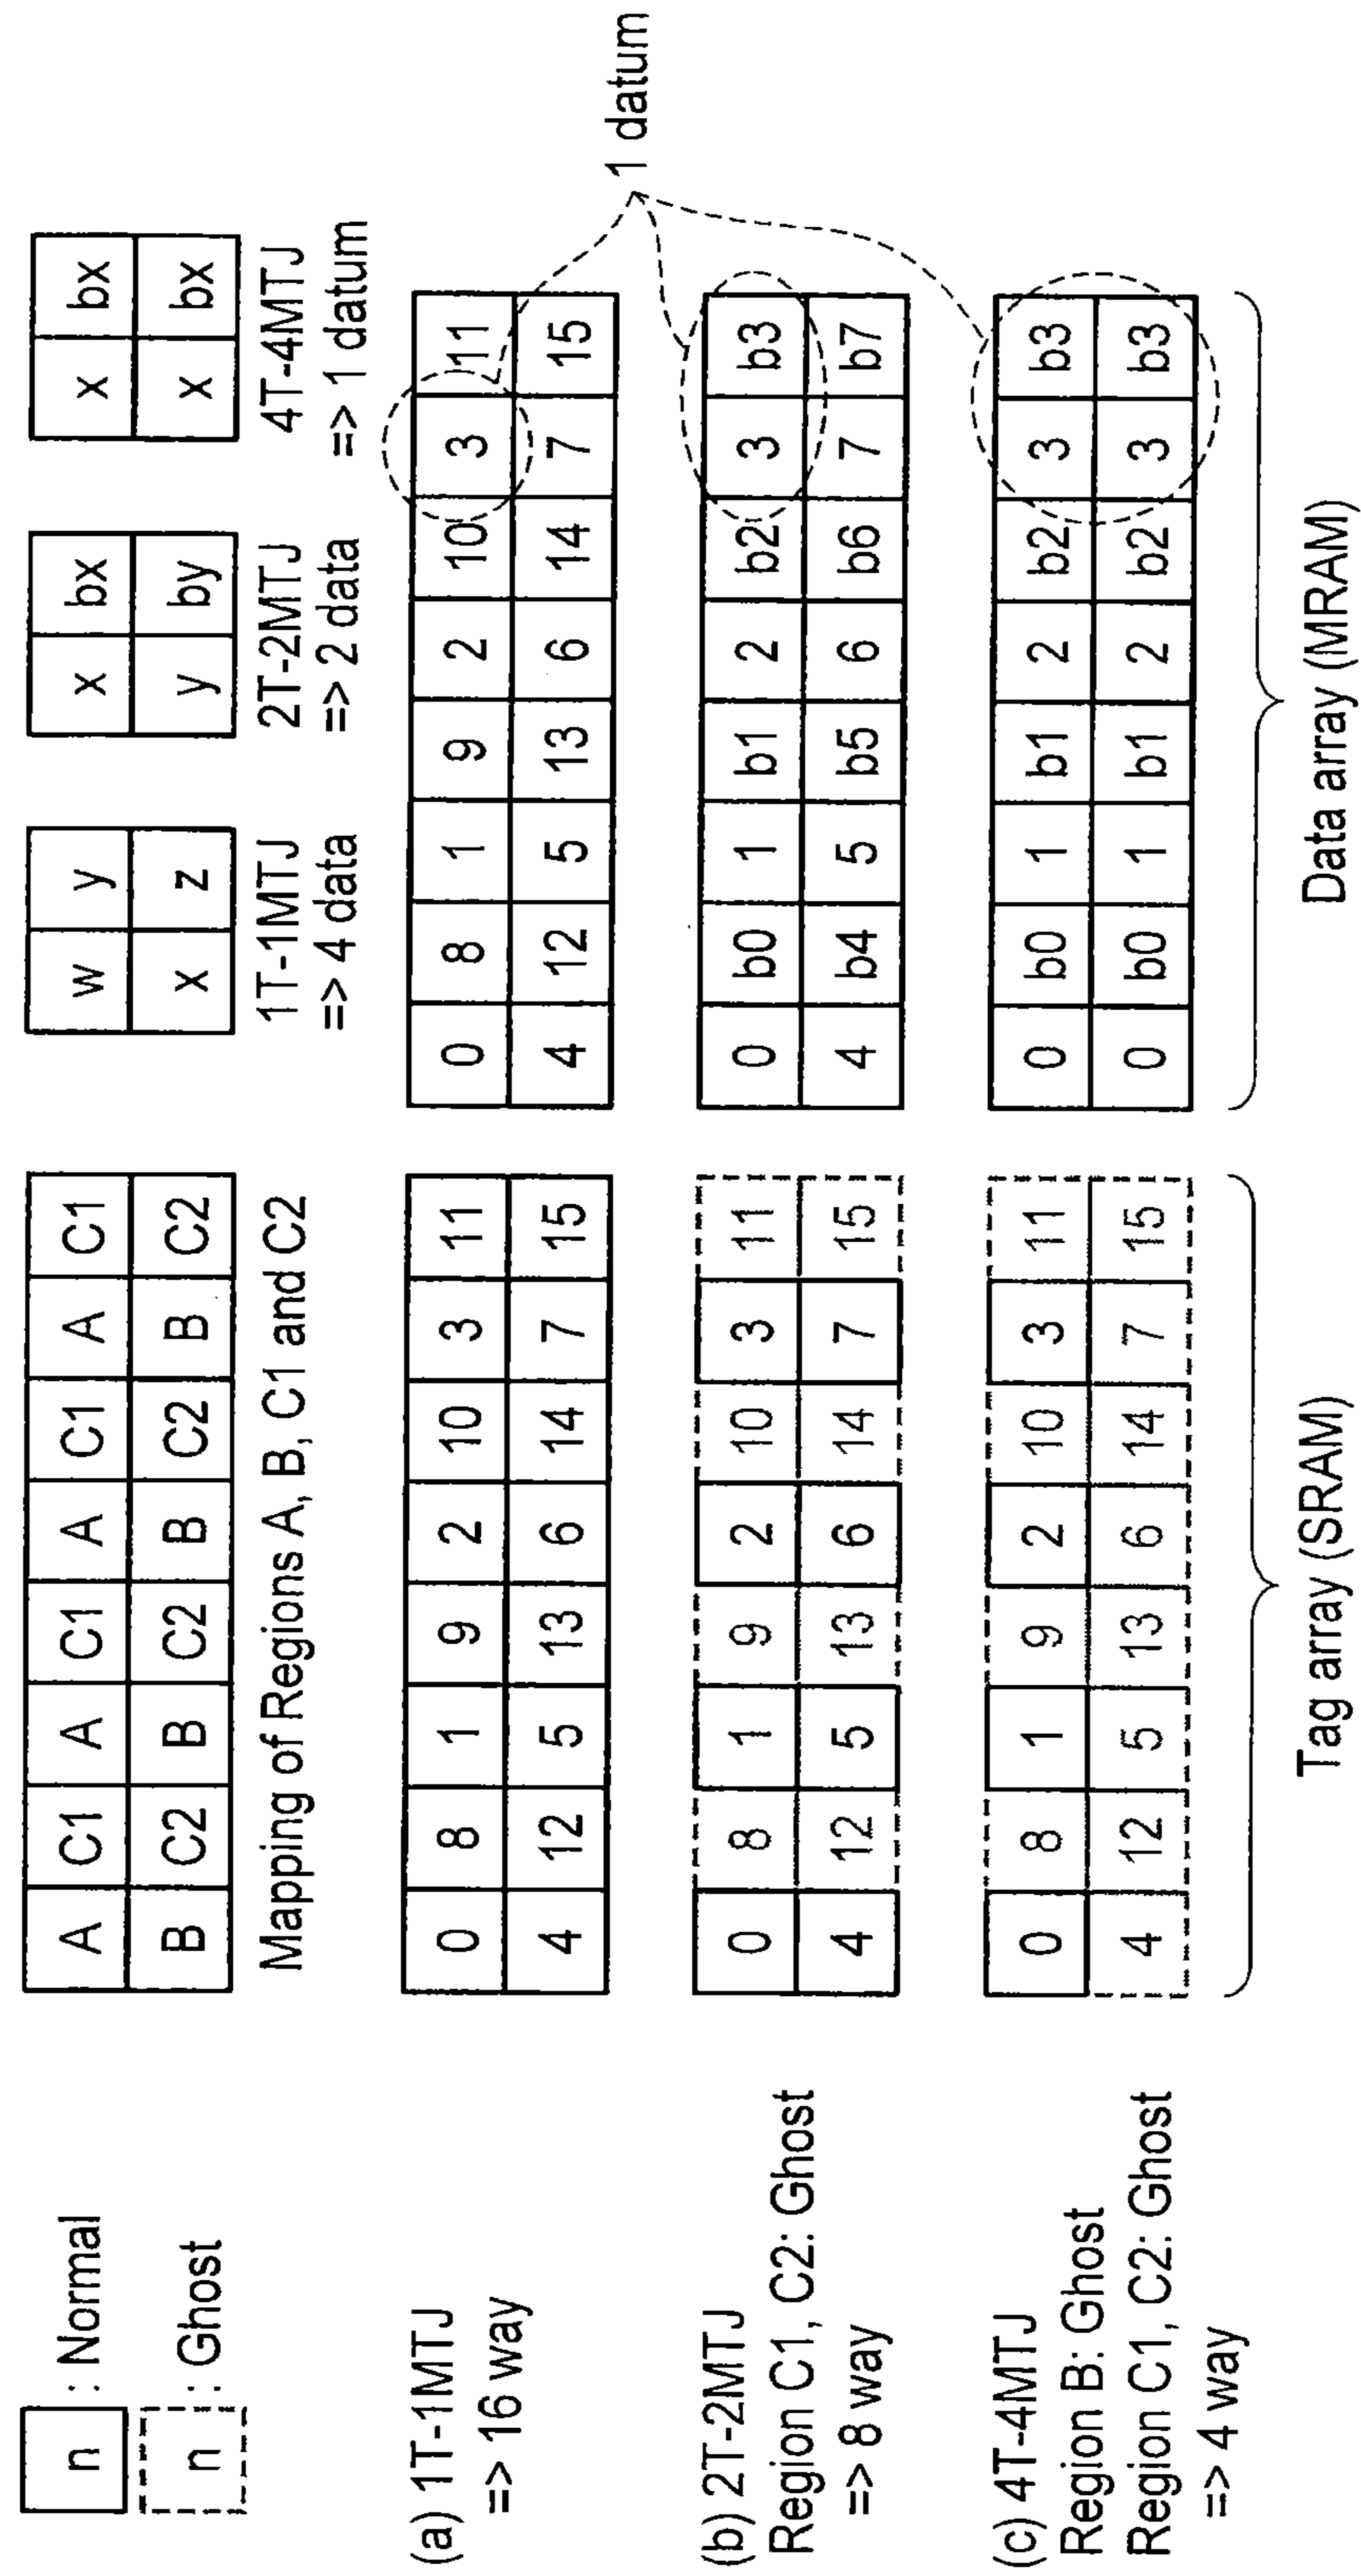 n : Normal
n : Ghost
A C1 A C1 A C1 A C1
B C2 B C2 B C2 B C2
Mapping of Regions A, B, C1 and C2
w y
x z
1T-1MTJ
=> 4 data
x bx
y by
2T-2MTJ
=> 2 data
x bx
x bx
4T-4MTJ
=> 1 datum
(a) 1T-1MTJ
=> 16 way
0 8 1 9 2 10 3 11
4 12 5 13 6 14 7 15
0 8 1 9 2 10 3 11
4 12 5 13 6 14 7 15
1 datum
(b) 2T-2MTJ
Region C1, C2: Ghost
=> 8 way
0 8 1 9 2 10 3 11
4 12 5 13 6 14 7 15
0 b0 1 b1 2 b2 3 b3
4 b4 5 b5 6 b6 7 b7
(c) 4T-4MTJ
Region B: Ghost
Region C1, C2: Ghost
=> 4 way
0 8 1 9 2 10 3 11
4 12 5 13 6 14 7 15
0 b0 1 b1 2 b2 3 b3
0 b0 1 b1 2 b2 3 b3
Tag array (SRAM)
Data array (MRAM)